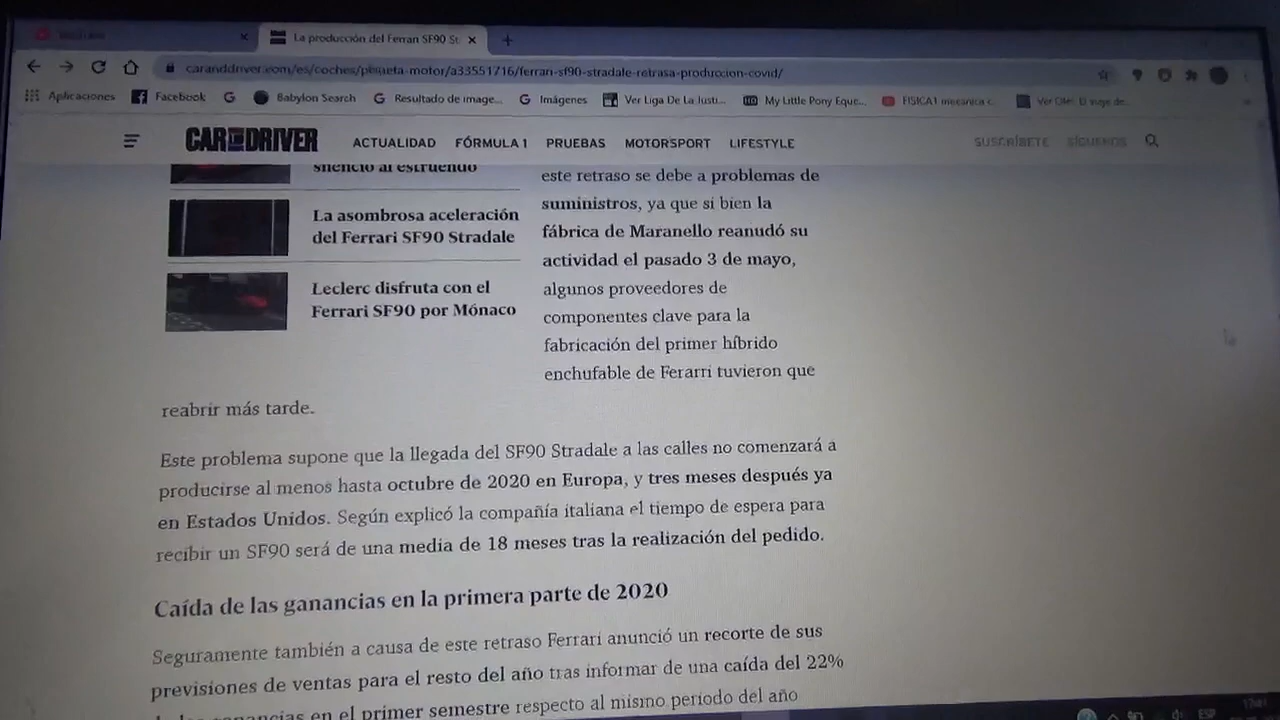 La producción del Ferrari SF90 St
caranddriver.com/es/coches/planeta-motor/a33551716/ferrari-sf90-stradale-retrasa-produccion-covid/
Aplicaciones Facebook Babylon Search Resultado de image... Imágenes Ver Liga De La Justi... My Little Pony Eque... FISICA1 mecanica c.
CAR AND DRIVER ACTUALIDAD FÓRMULA 1 PRUEBAS MOTORSPORT LIFESTYLE SUSCRÍBETE SÍGUENOS
silencio al estruendo
La asombrosa aceleración
del Ferrari SF90 Stradale
Leclerc disfruta con el
Ferrari SF90 por Mónaco
este retraso se debe a problemas de
suministros, ya que si bien la
fábrica de Maranello reanudó su
actividad el pasado 3 de mayo,
algunos proveedores de
componentes clave para la
fabricación del primer híbrido
enchufable de Ferarri tuvieron que
reabrir más tarde.
Este problema supone que la llegada del SF90 Stradale a las calles no comenzará a
producirse al menos hasta octubre de 2020 en Europa, y tres meses después ya
en Estados Unidos. Según explicó la compañía italiana el tiempo de espera para
recibir un SF90 será de una media de 18 meses tras la realización del pedido.
Caída de las ganancias en la primera parte de 2020
Seguramente también a causa de este retraso Ferrari anunció un recorte de sus
previsiones de ventas para el resto del año tras informar de una caída del 22%
ganancias en el primer semestre respecto al mismo periodo del año
ESP